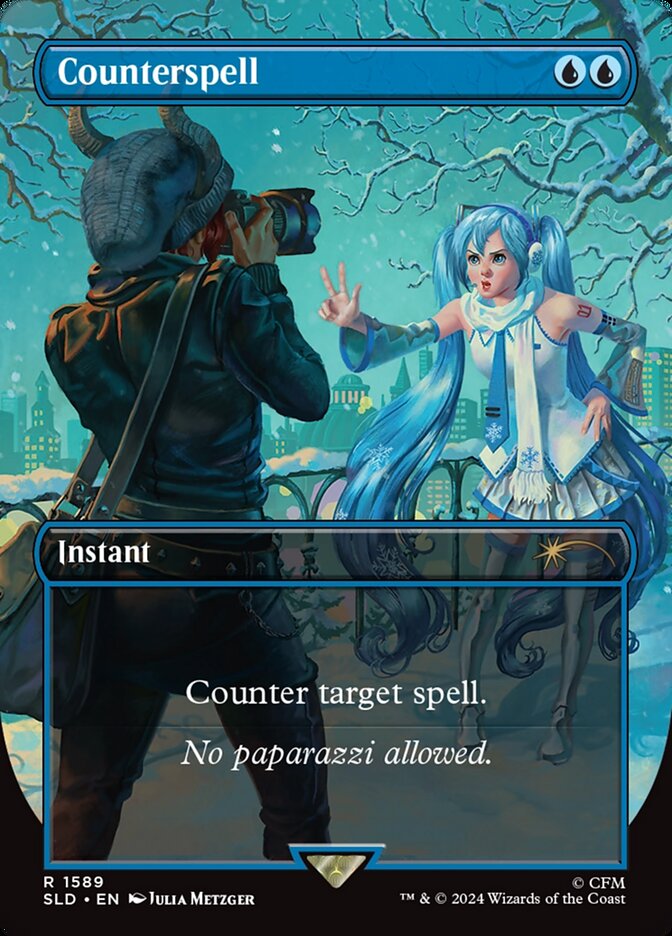 Counterspell
Instant
Counter target spell.
No paparazzi allowed.
R 1589
SLD • EN Julia Metzger
© CFM
™ & © 2024 Wizards of the Coast